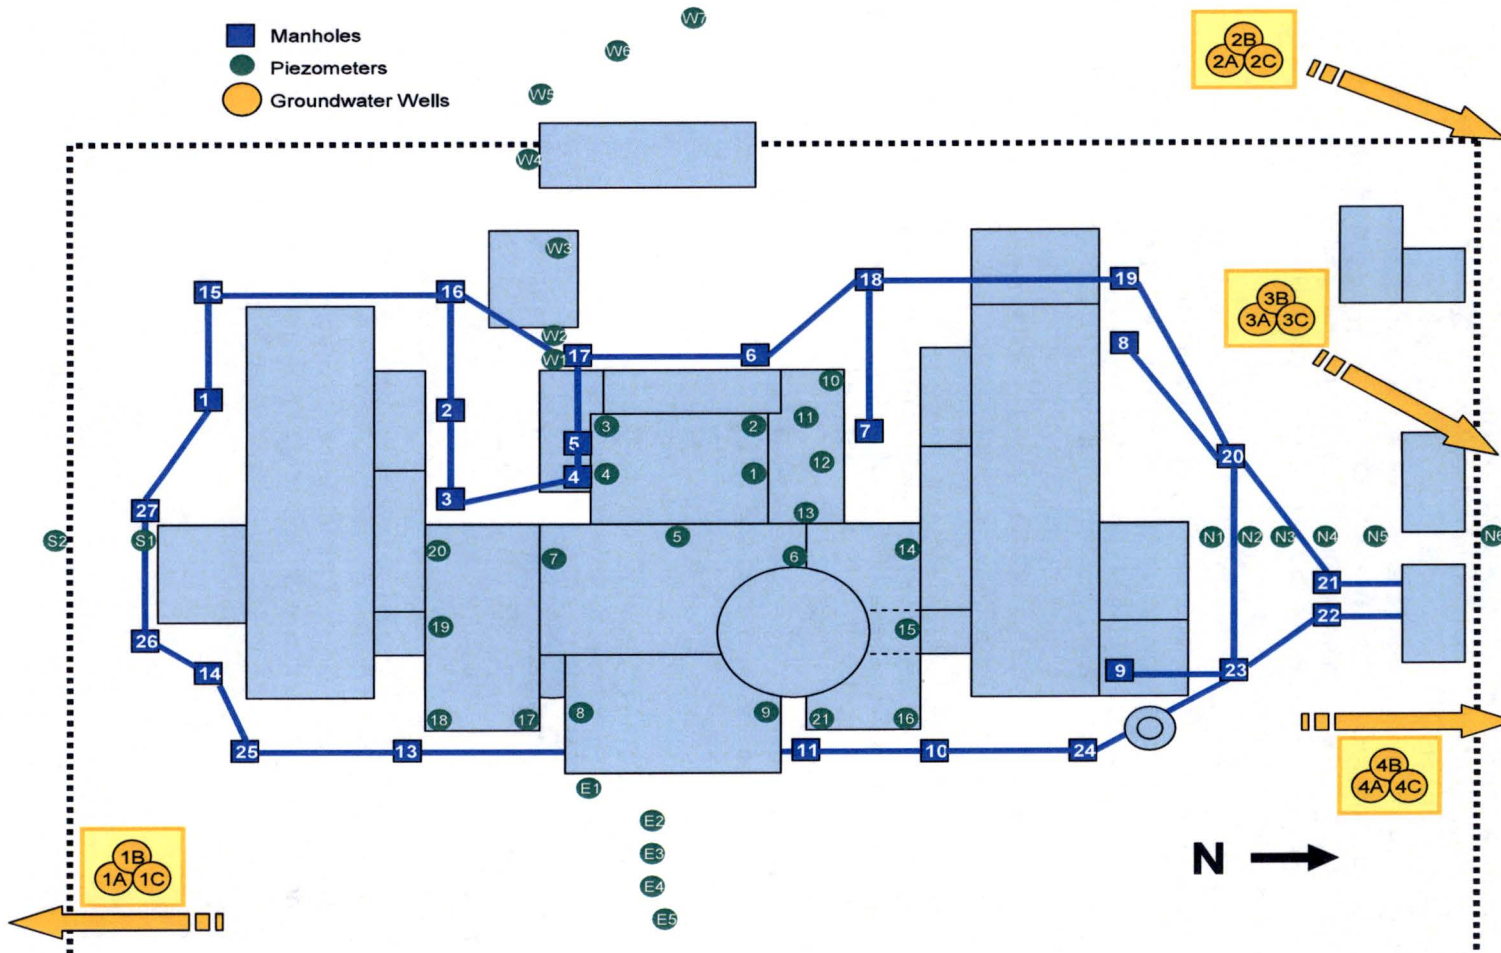 W7
Manholes
2B
W6
2A 2C
Piezometers
W5
Groundwater Wells
W4
W3
15
16
18
19
3B
3A 3C
W2
W1
17
6
8
10
1
2
11
3
2
7
5
20
12
4
4
1
3
27
13
S2
S1
5
N1
N2
N3
N4
N5
N6
20
7
6
14
21
22
19
15
26
14
9
23
18
17
8
9
21
16
25
13
11
10
24
4B
4A 4C
E1
E2
1B
1A 1C
E3
N
E4
E5